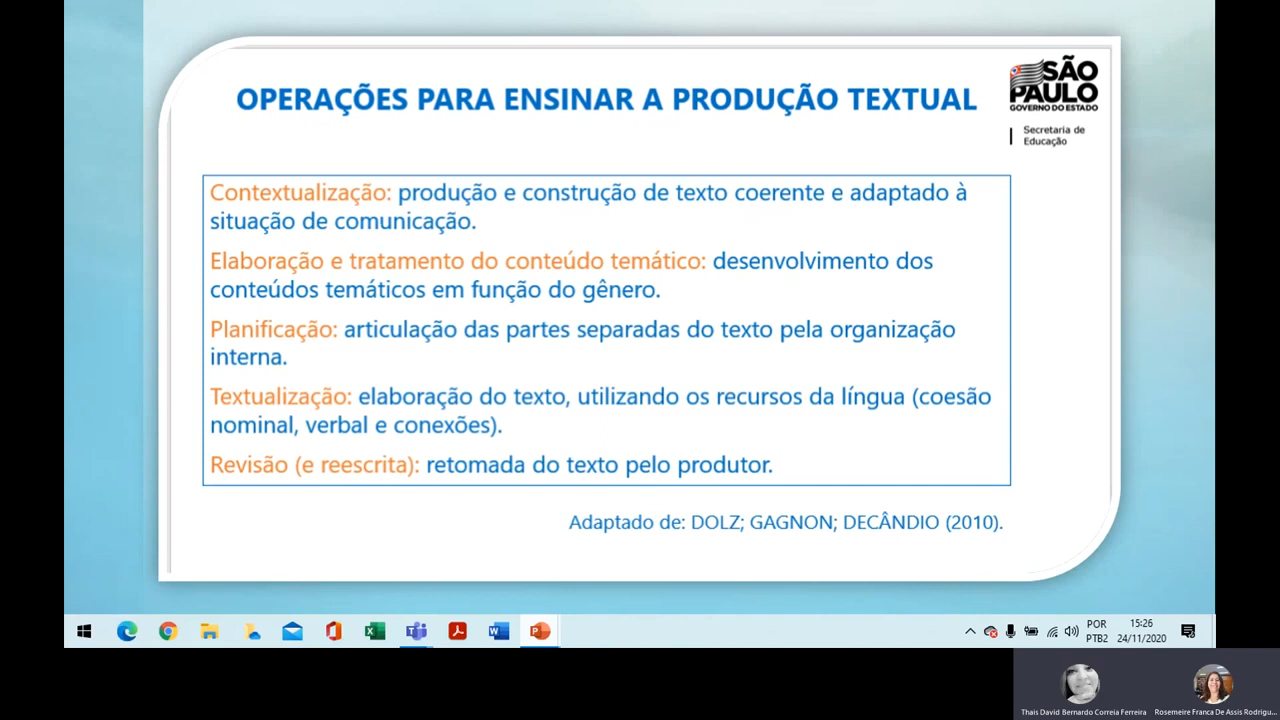 OPERAÇÕES PARA ENSINAR A PRODUÇÃO TEXTUAL
SÃO
PAULO
GOVERNO DO ESTADO
Secretaria de
Educação
Contextualização: produção e construção de texto coerente e adaptado à
situação de comunicação.
Elaboração e tratamento do conteúdo temático: desenvolvimento dos
conteúdos temáticos em função do gênero.
Planificação: articulação das partes separadas do texto pela organização
interna.
Textualização: elaboração do texto, utilizando os recursos da língua (coesão
nominal, verbal e conexões).
Revisão (e reescrita): retomada do texto pelo produtor.
Adaptado de: DOLZ; GAGNON; DECÂNDIO (2010).
POR
PTB2
15:26
24/11/2020
Thais David Bernardo Correia Ferreira
Rosemeire Franca De Assis Rodrigu...